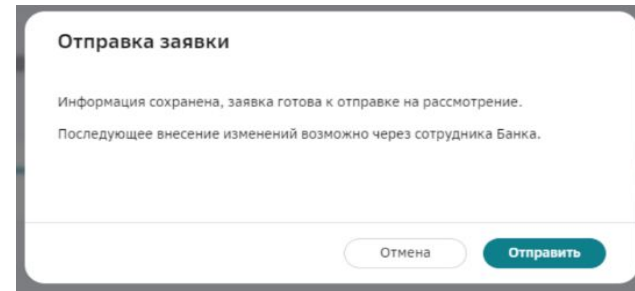 Отправка заявки
Информация сохранена, заявка готова к отправке на рассмотрение.
Последующее внесение изменений возможно через сотрудника Банка.
Отмена
Отправить